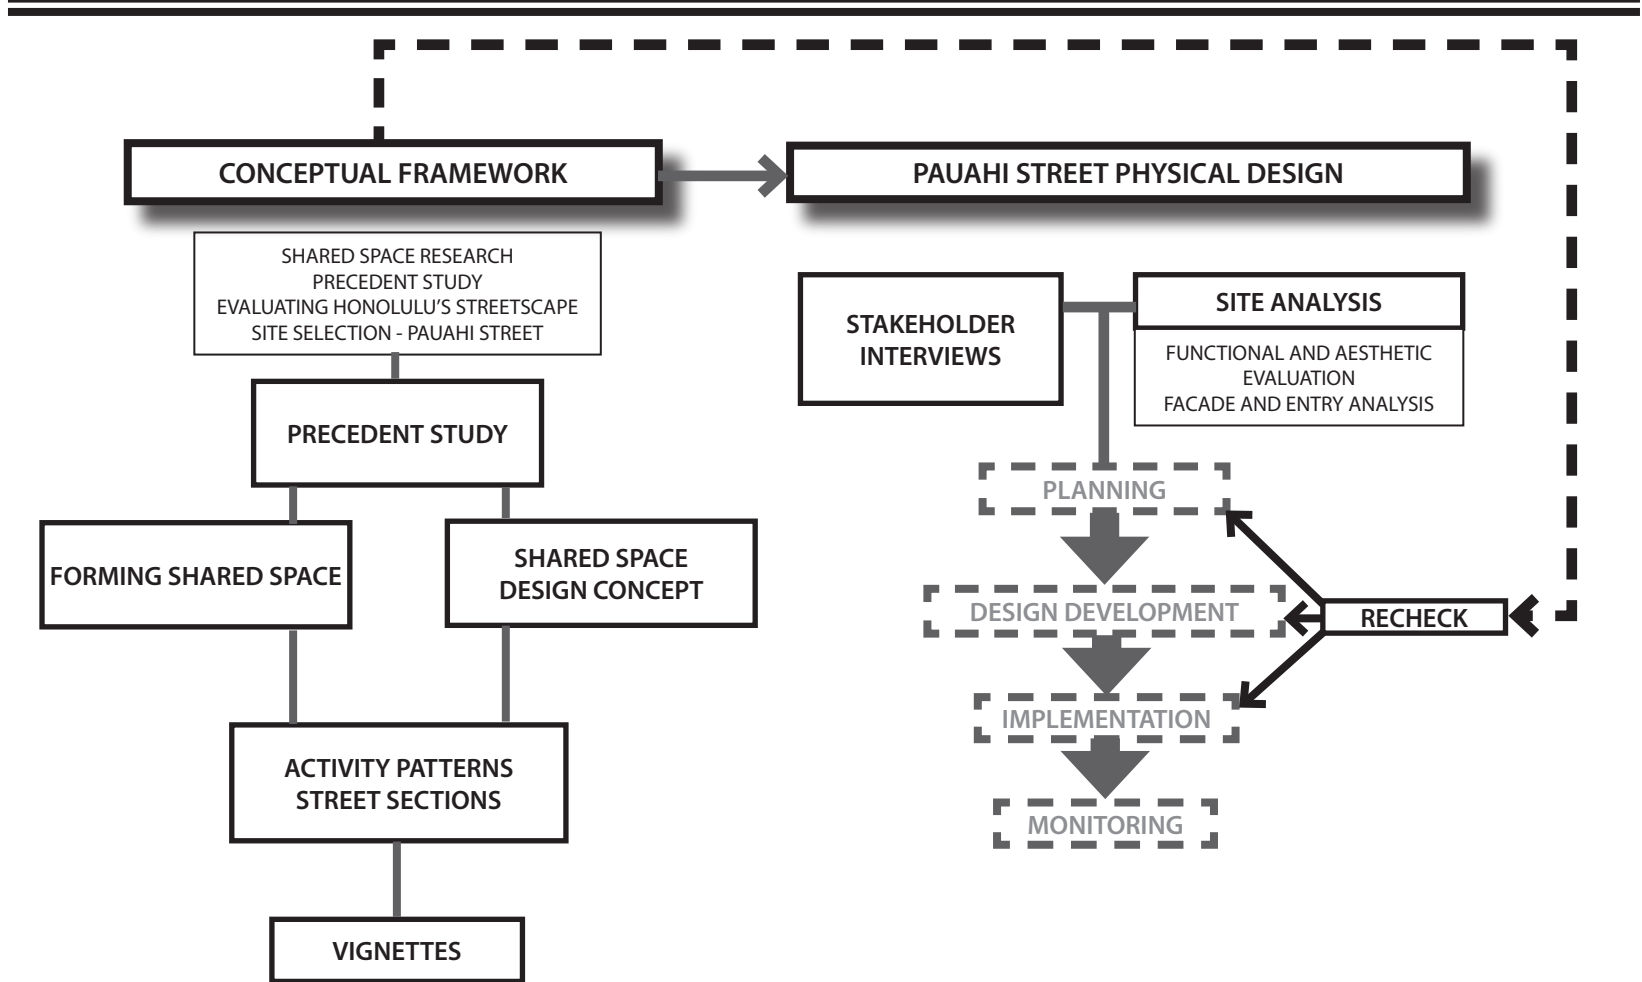 CONCEPTUAL FRAMEWORK
SHARED SPACE RESEARCH
PRECEDENT STUDY
EVALUATING HONOLULU'S STREETSCAPE
SITE SELECTION - PAUAHI STREET
PRECEDENT STUDY
FORMING SHARED SPACE
SHARED SPACE
DESIGN CONCEPT
ACTIVITY PATTERNS
STREET SECTIONS
VIGNETTES
PAUAHI STREET PHYSICAL DESIGN
STAKEHOLDER
INTERVIEWS
SITE ANALYSIS
FUNCTIONAL AND AESTHETIC
EVALUATION
FACADE AND ENTRY ANALYSIS
PLANNING
DESIGN DEVELOPMENT
RECHECK
IMPLEMENTATION
MONITORING